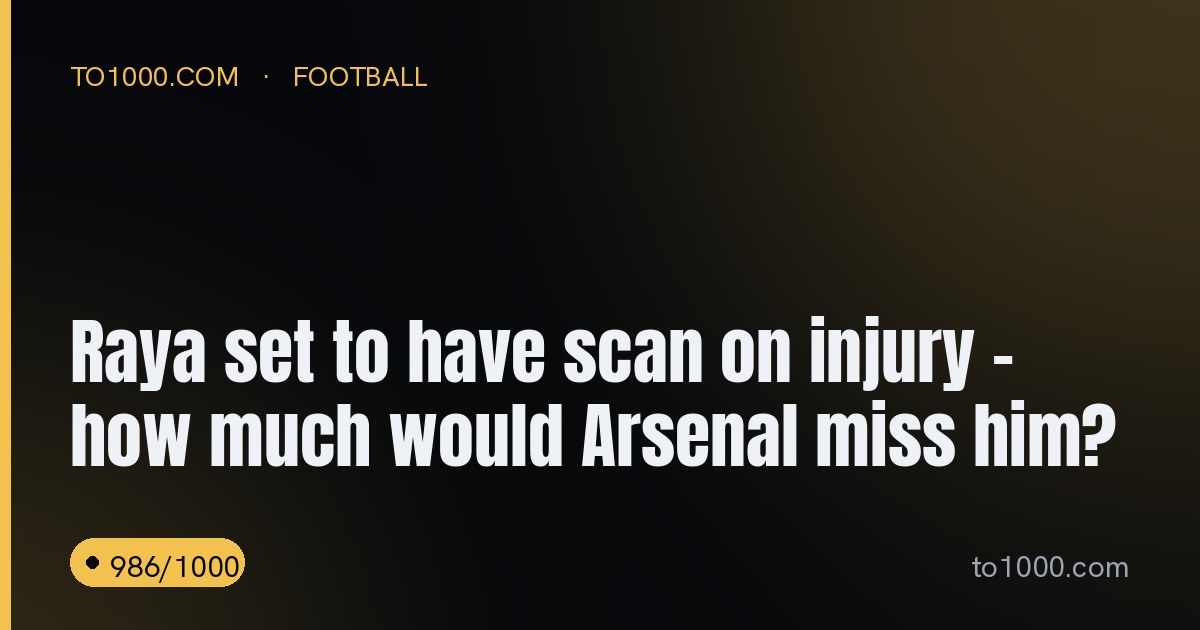 TO1000.COM · FOOTBALL
Raya set to have scan on injury -
how much would Arsenal miss him?
986/1000
to1000.com